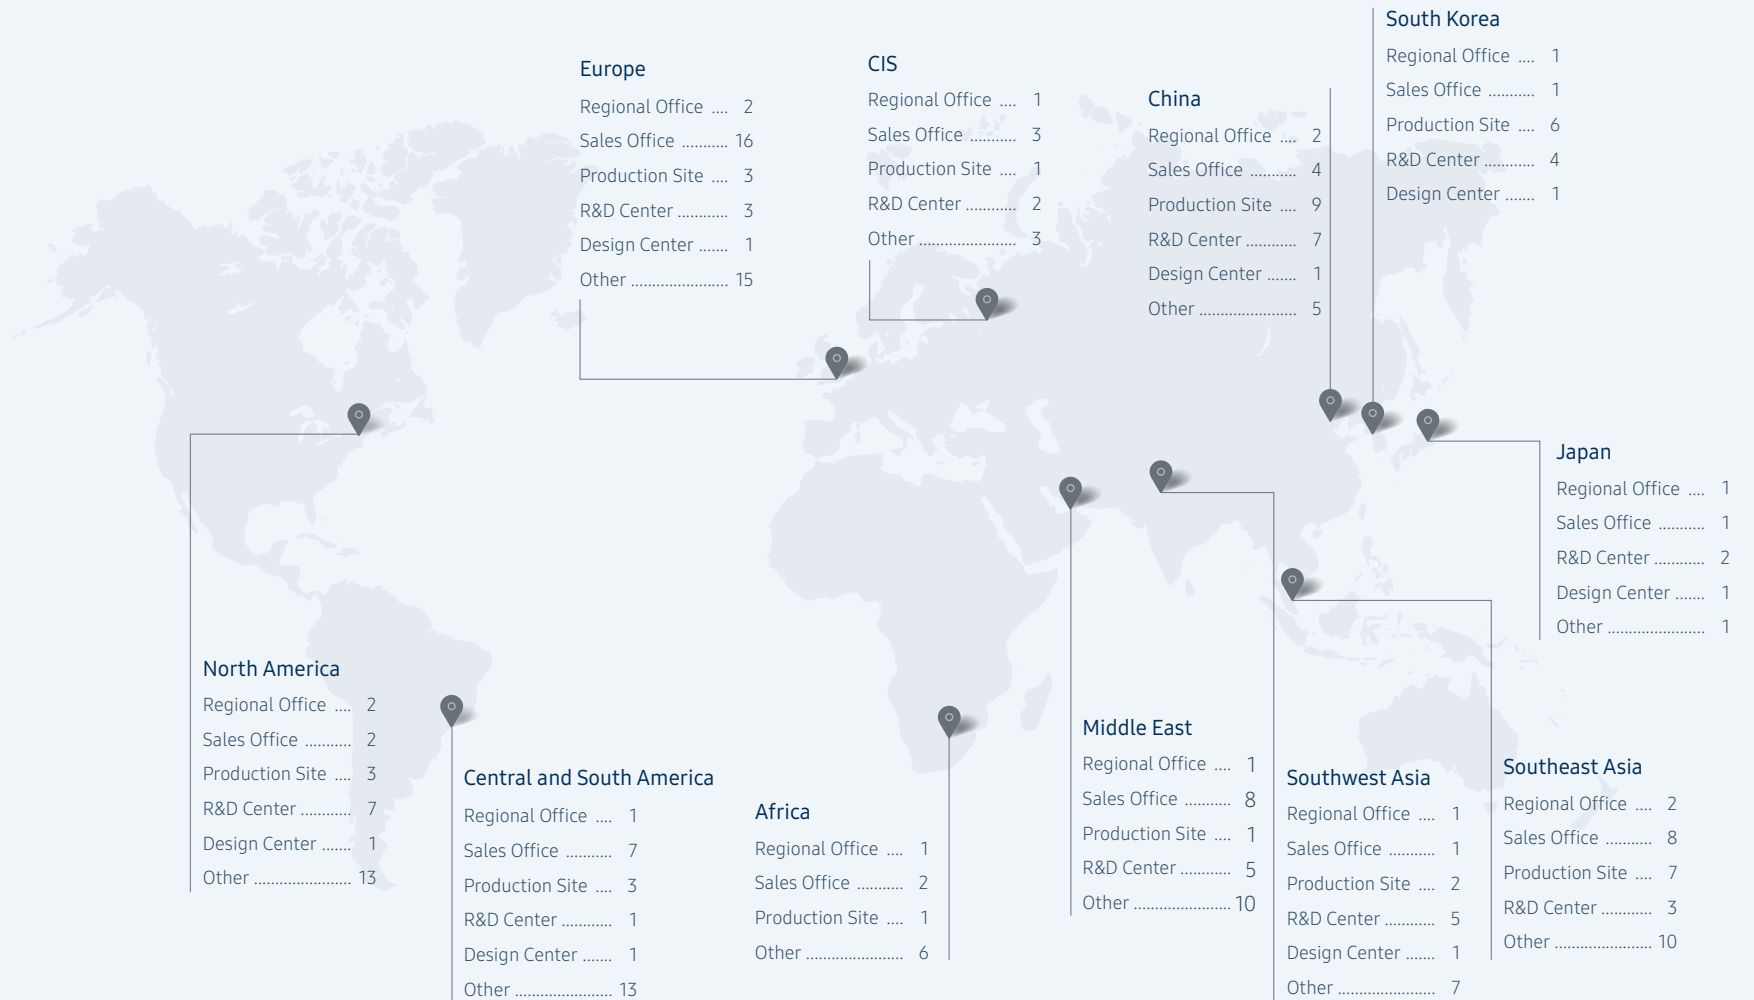 South Korea
Regional Office .... 1
Sales Office ........... 1
Production Site .... 6
R&D Center ............ 4
Design Center ....... 1
Europe
Regional Office .... 2
Sales Office ........... 16
Production Site .... 3
R&D Center ............ 3
Design Center ....... 1
Other ....................... 15
CIS
Regional Office .... 1
Sales Office ........... 3
Production Site .... 1
R&D Center ............ 2
Other ....................... 3
China
Regional Office .... 2
Sales Office ........... 4
Production Site .... 9
R&D Center ............ 7
Design Center ....... 1
Other ....................... 5
Japan
Regional Office .... 1
Sales Office ........... 1
R&D Center ............ 2
Design Center ....... 1
Other ....................... 1
North America
Regional Office .... 2
Sales Office ........... 2
Production Site .... 3
R&D Center ............ 7
Design Center ....... 1
Other ....................... 13
Central and South America
Regional Office .... 1
Sales Office ........... 7
Production Site .... 3
R&D Center ............ 1
Design Center ....... 1
Other ....................... 13
Africa
Regional Office .... 1
Sales Office ........... 2
Production Site .... 1
Other ....................... 6
Middle East
Regional Office .... 1
Sales Office ........... 8
Production Site .... 1
R&D Center ............ 5
Other ....................... 10
Southwest Asia
Regional Office .... 1
Sales Office ........... 1
Production Site .... 2
R&D Center ............ 5
Design Center ....... 1
Other ....................... 7
Southeast Asia
Regional Office .... 2
Sales Office ........... 8
Production Site .... 7
R&D Center ............ 3
Other ....................... 10